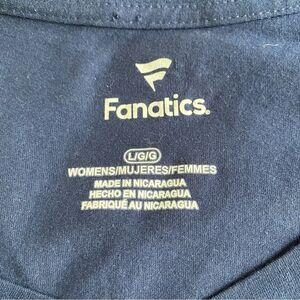 Fanatics.
L/G/G
WOMENS/MUJERES/FEMMES
MADE IN NICARAGUA
HECHO EN NICARAGUA
FABRIQUÉ AU NICARAGUA